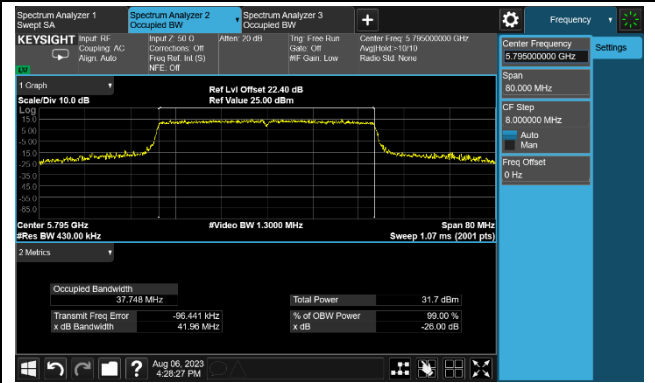 Spectrum Analyzer 1
Swept SA
Spectrum Analyzer 2
Occupied BW
Spectrum Analyzer 3
Occupied BW
Frequency
KEYSIGHT
Input: RF
Coupling: AC
Align: Auto
Input Z: 50 Ω
Corrections: Off
Freq Ref: Int (S)
NFE: Off
Atten: 20 dB
Trig: Free Run
Gate: Off
#IF Gain: Low
Center Freq: 5.795000000 GHz
Avg|Hold:>10/10
Radio Std: None
Center Frequency
5.795000000 GHz
Settings
Span
80.000 MHz
CF Step
8.000000 MHz
Auto
Man
Freq Offset
0 Hz
1 Graph
Scale/Div 10.0 dB
Ref Lvl Offset 22.40 dB
Ref Value 25.00 dBm
Log
15.0
5.00
-5.00
-15.0
-25.0
-35.0
-45.0
-55.0
-65.0
Center 5.795 GHz
#Res BW 430.00 kHz
#Video BW 1.3000 MHz
Span 80 MHz
Sweep 1.07 ms (2001 pts)
2 Metrics
Occupied Bandwidth
37.748 MHz
Total Power
31.7 dBm
Transmit Freq Error
-96.441 kHz
% of OBW Power
99.00 %
x dB Bandwidth
41.96 MHz
x dB
-26.00 dB
Aug 06, 2023
4:28:27 PM